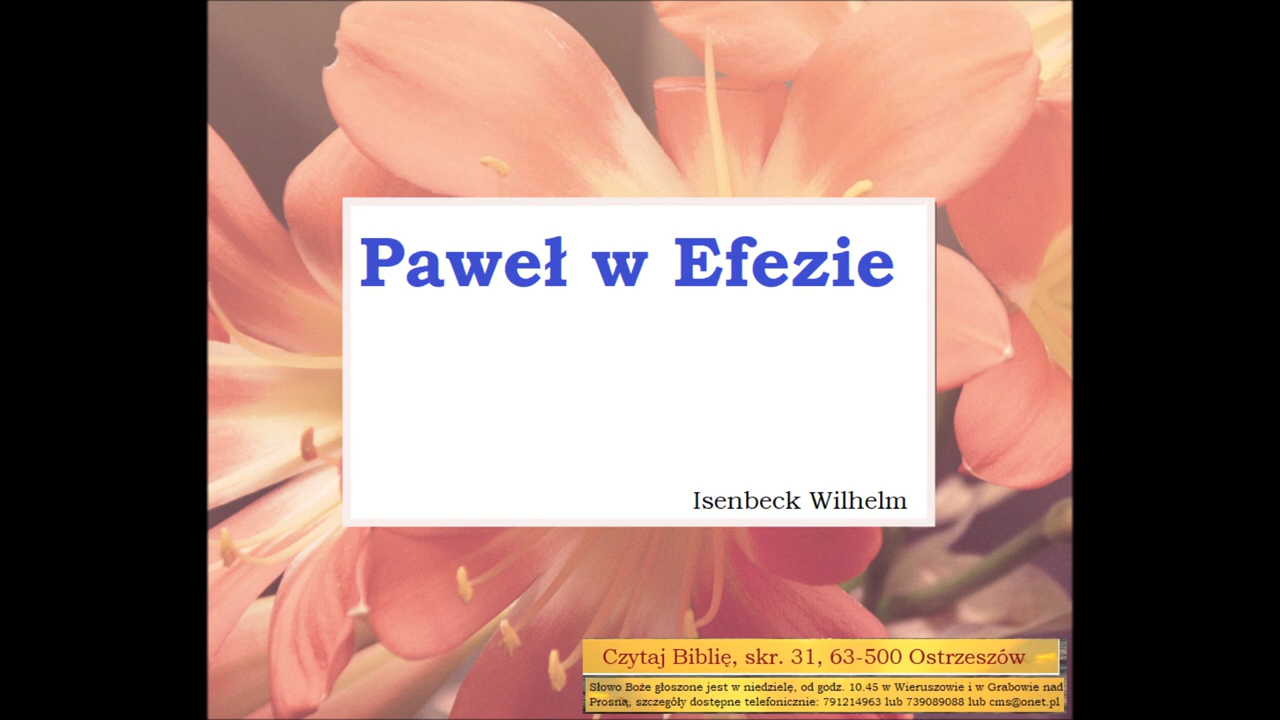 Paweł w Efezie
Isenbeck Wilhelm
Czytaj Biblię, skr. 31, 63-500 Ostrzeszów
Słowo Boże głoszone jest w niedzielę, od godz. 10.45 w Wieruszowie i w Grabowie nad
Prosną, szczegóły dostępne telefonicznie: 791214963 lub 739089088 lub cms@onet.pl